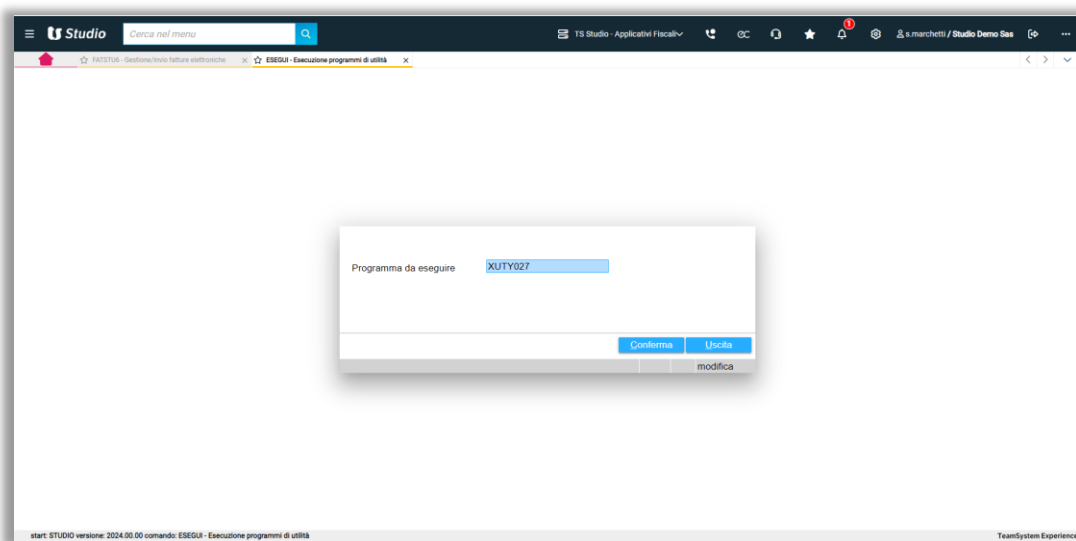 Studio Cerca nel menu TS Studio - Applicativi Fiscali 1 s.marchetti / Studio Demo Sas
FATSTU6 - Gestione/Invio fatture elettroniche ESEGUI - Esecuzione programmi di utilità
Programma da eseguire XUTY027
Conferma Uscita
modifica
start: STUDIO versione: 2024.00.00 comando: ESEGUI - Esecuzione programmi di utilità TeamSystem Experience